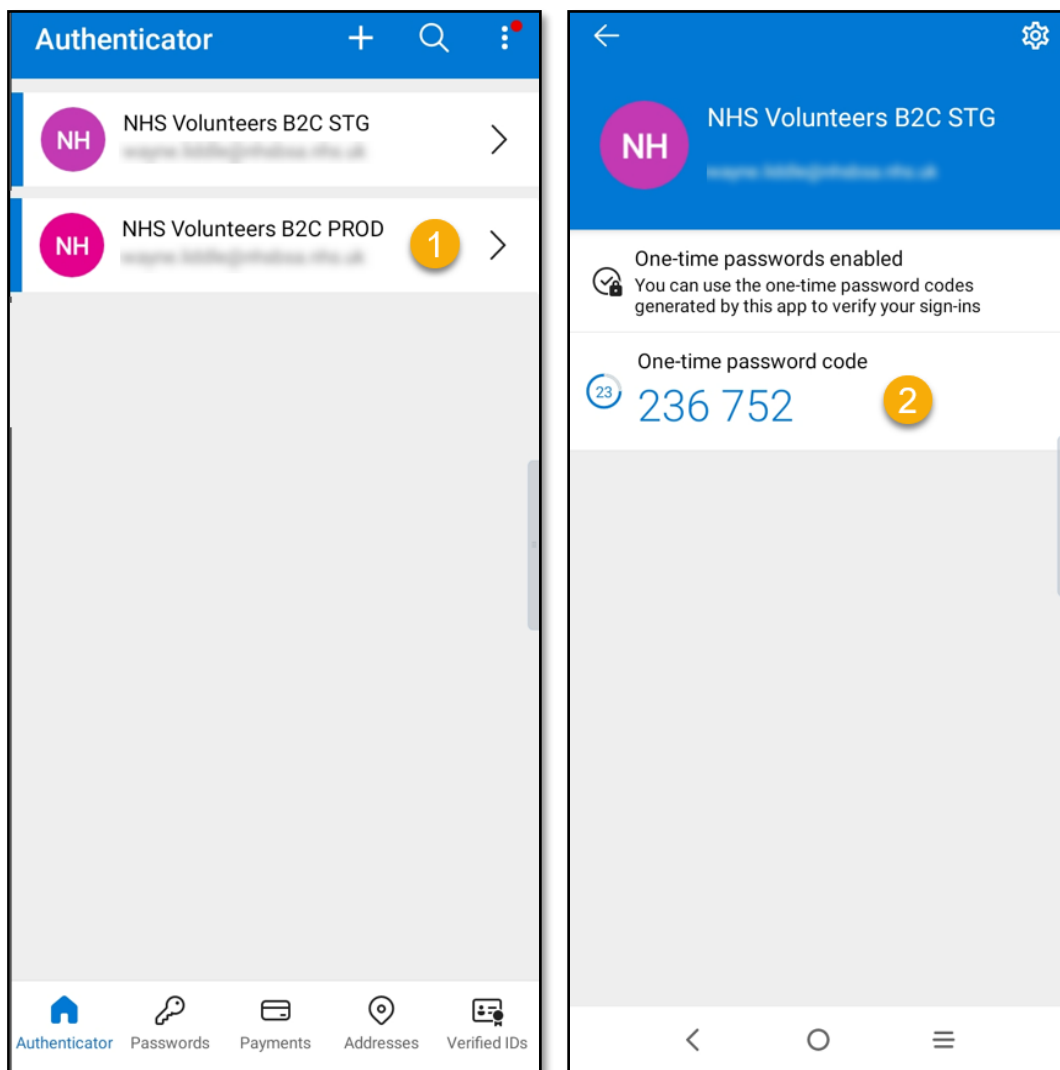 Authenticator
NH
NHS Volunteers B2C STG
NH
NHS Volunteers B2C PROD
1
Authenticator Passwords Payments Addresses Verified IDs
NH
NHS Volunteers B2C STG
One-time passwords enabled
You can use the one-time password codes
generated by this app to verify your sign-ins
One-time password code
23
236 752
2